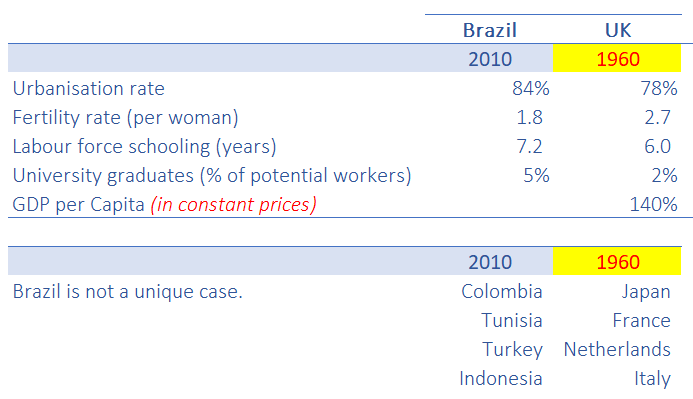 Brazil UK
2010 1960
Urbanisation rate 84% 78%
Fertility rate (per woman) 1.8 2.7
Labour force schooling (years) 7.2 6.0
University graduates (% of potential workers) 5% 2%
GDP per Capita (in constant prices) 140%
2010 1960
Brazil is not a unique case. Colombia Japan
Tunisia France
Turkey Netherlands
Indonesia Italy